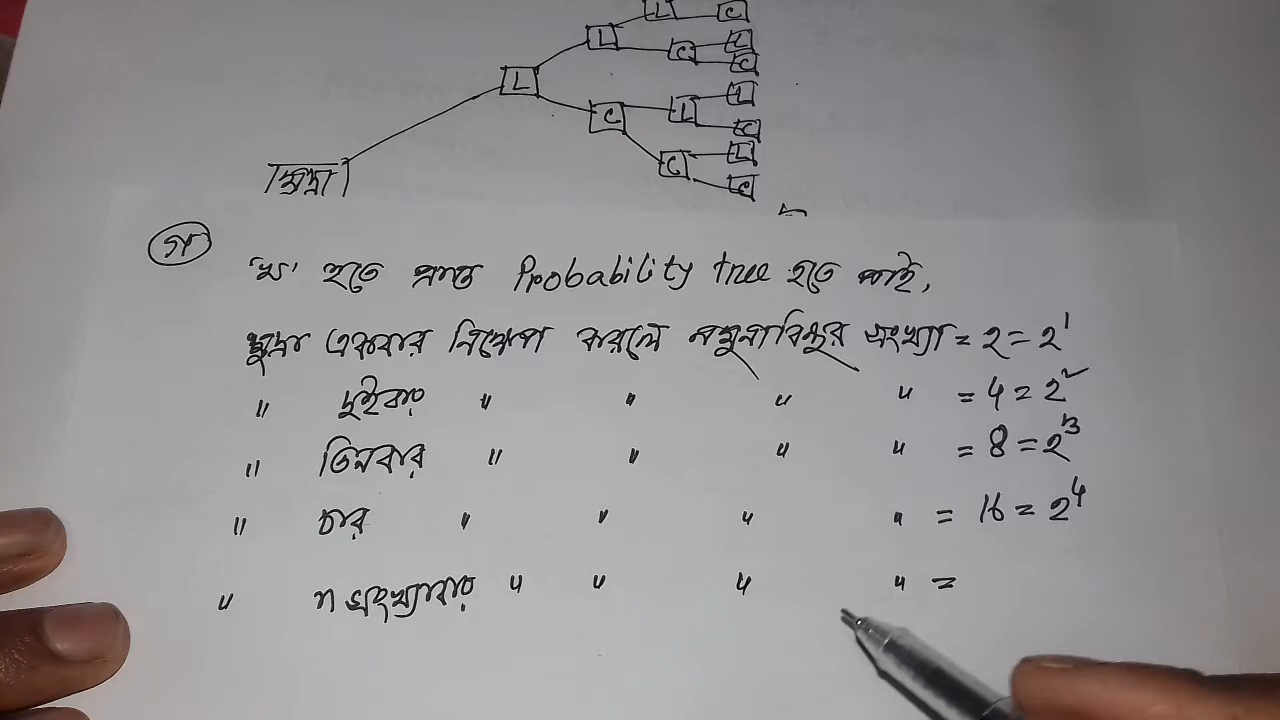 L C
L C L
C
L L L
C C
L
মুদ্রা C C
গ
'খ' হতে প্রাপ্ত Probability tree হতে পাই,
মুদ্রা একবার নিক্ষেপ করলে নমুনাবিন্দুর সংখ্যা = 2 = 2¹
" দুইবার " " " " = 4 = 2²
" তিনবার " " " " = 8 = 2³
" চার " " " " = 16 = 2⁴
" n সংখ্যাবার " " " " =